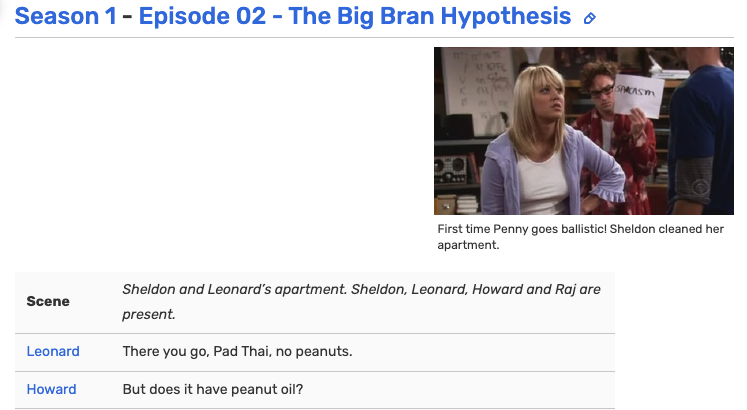 Season 1 - Episode 02 - The Big Bran Hypothesis
SARCASM
First time Penny goes ballistic! Sheldon cleaned her
apartment.
Scene
Sheldon and Leonard's apartment. Sheldon, Leonard, Howard and Raj are
present.
Leonard
There you go, Pad Thai, no peanuts.
Howard
But does it have peanut oil?